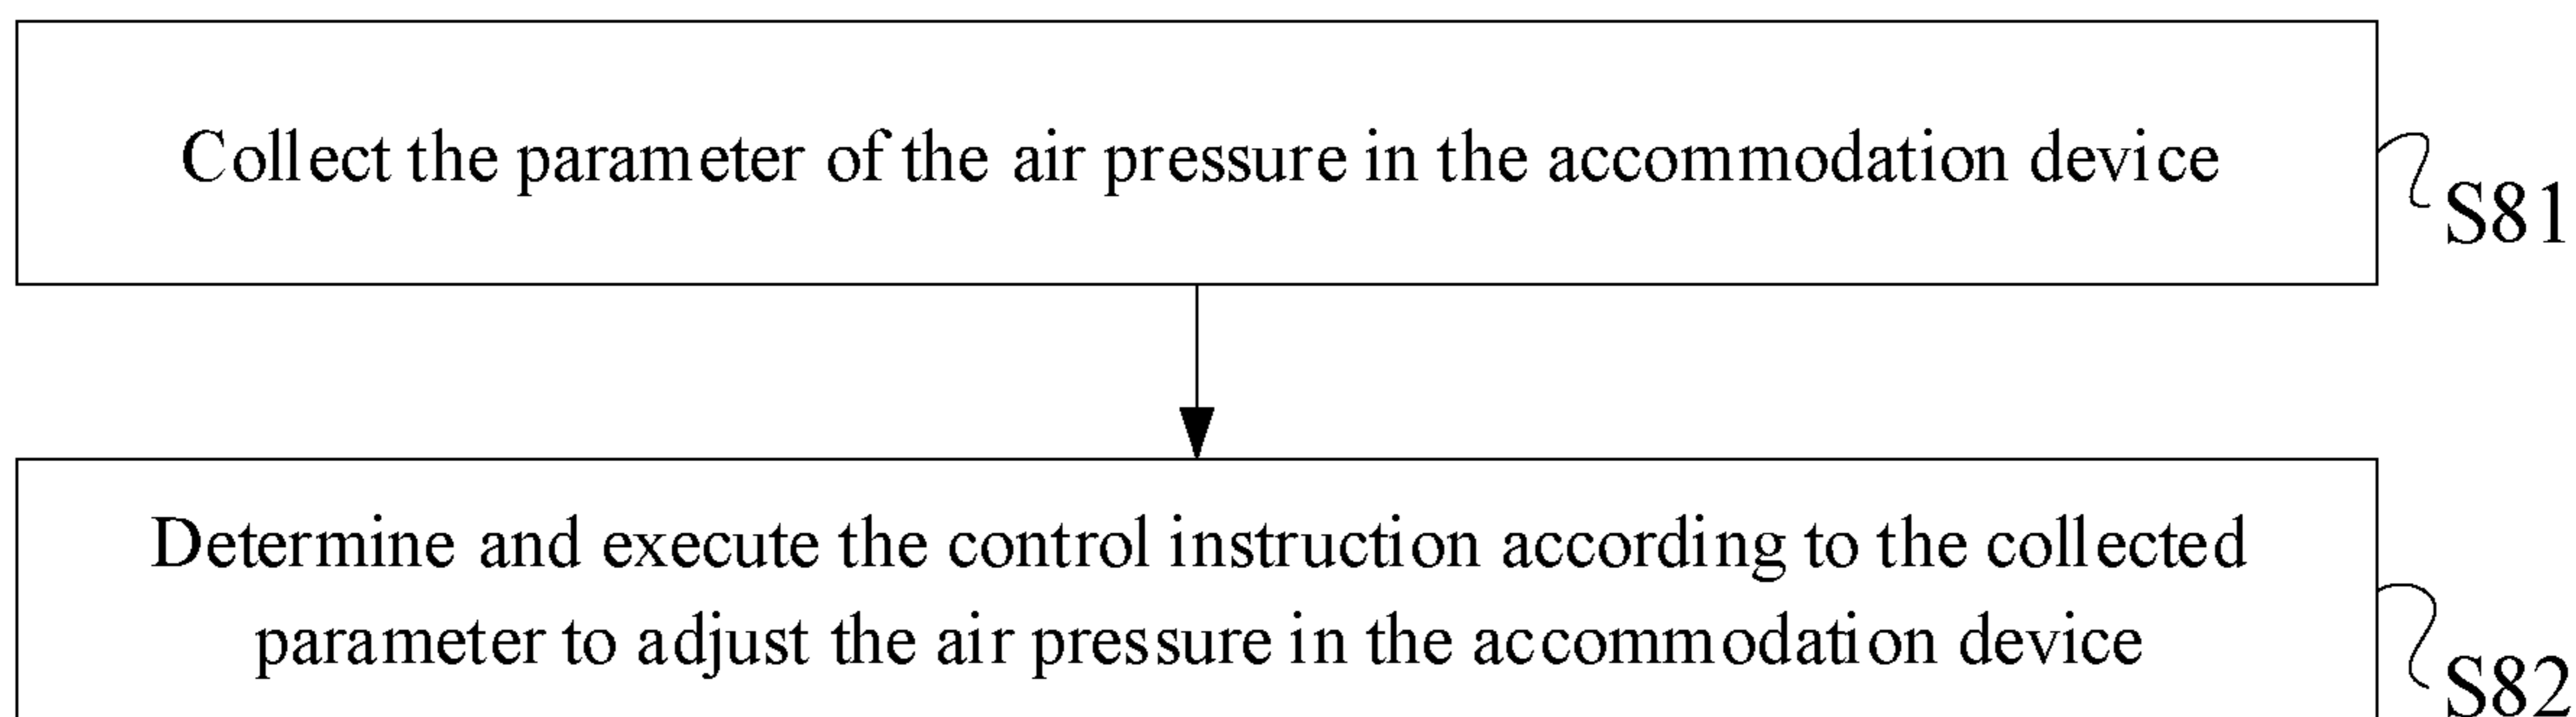 Collect the parameter of the air pressure in the accommodation device
S81
Determine and execute the control instruction according to the collected
parameter to adjust the air pressure in the accommodation device
S82